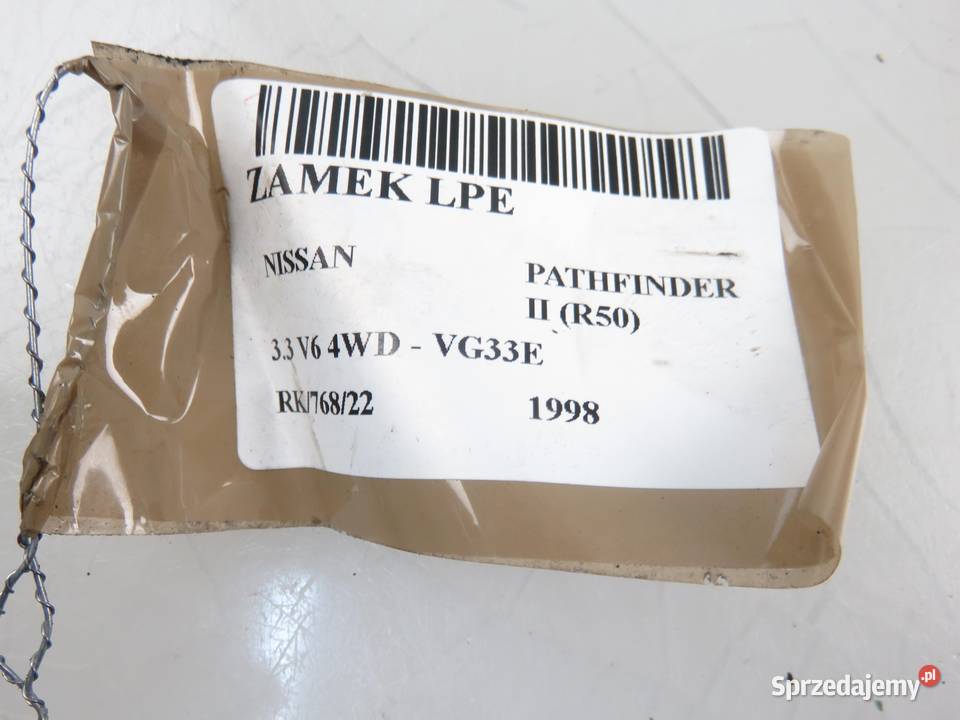 ZAMEK LPE
NISSAN
PATHFINDER
II (R50)
3.3 V6 4WD - VG33E
RK/768/22
1998
Sprzedajemy.pl